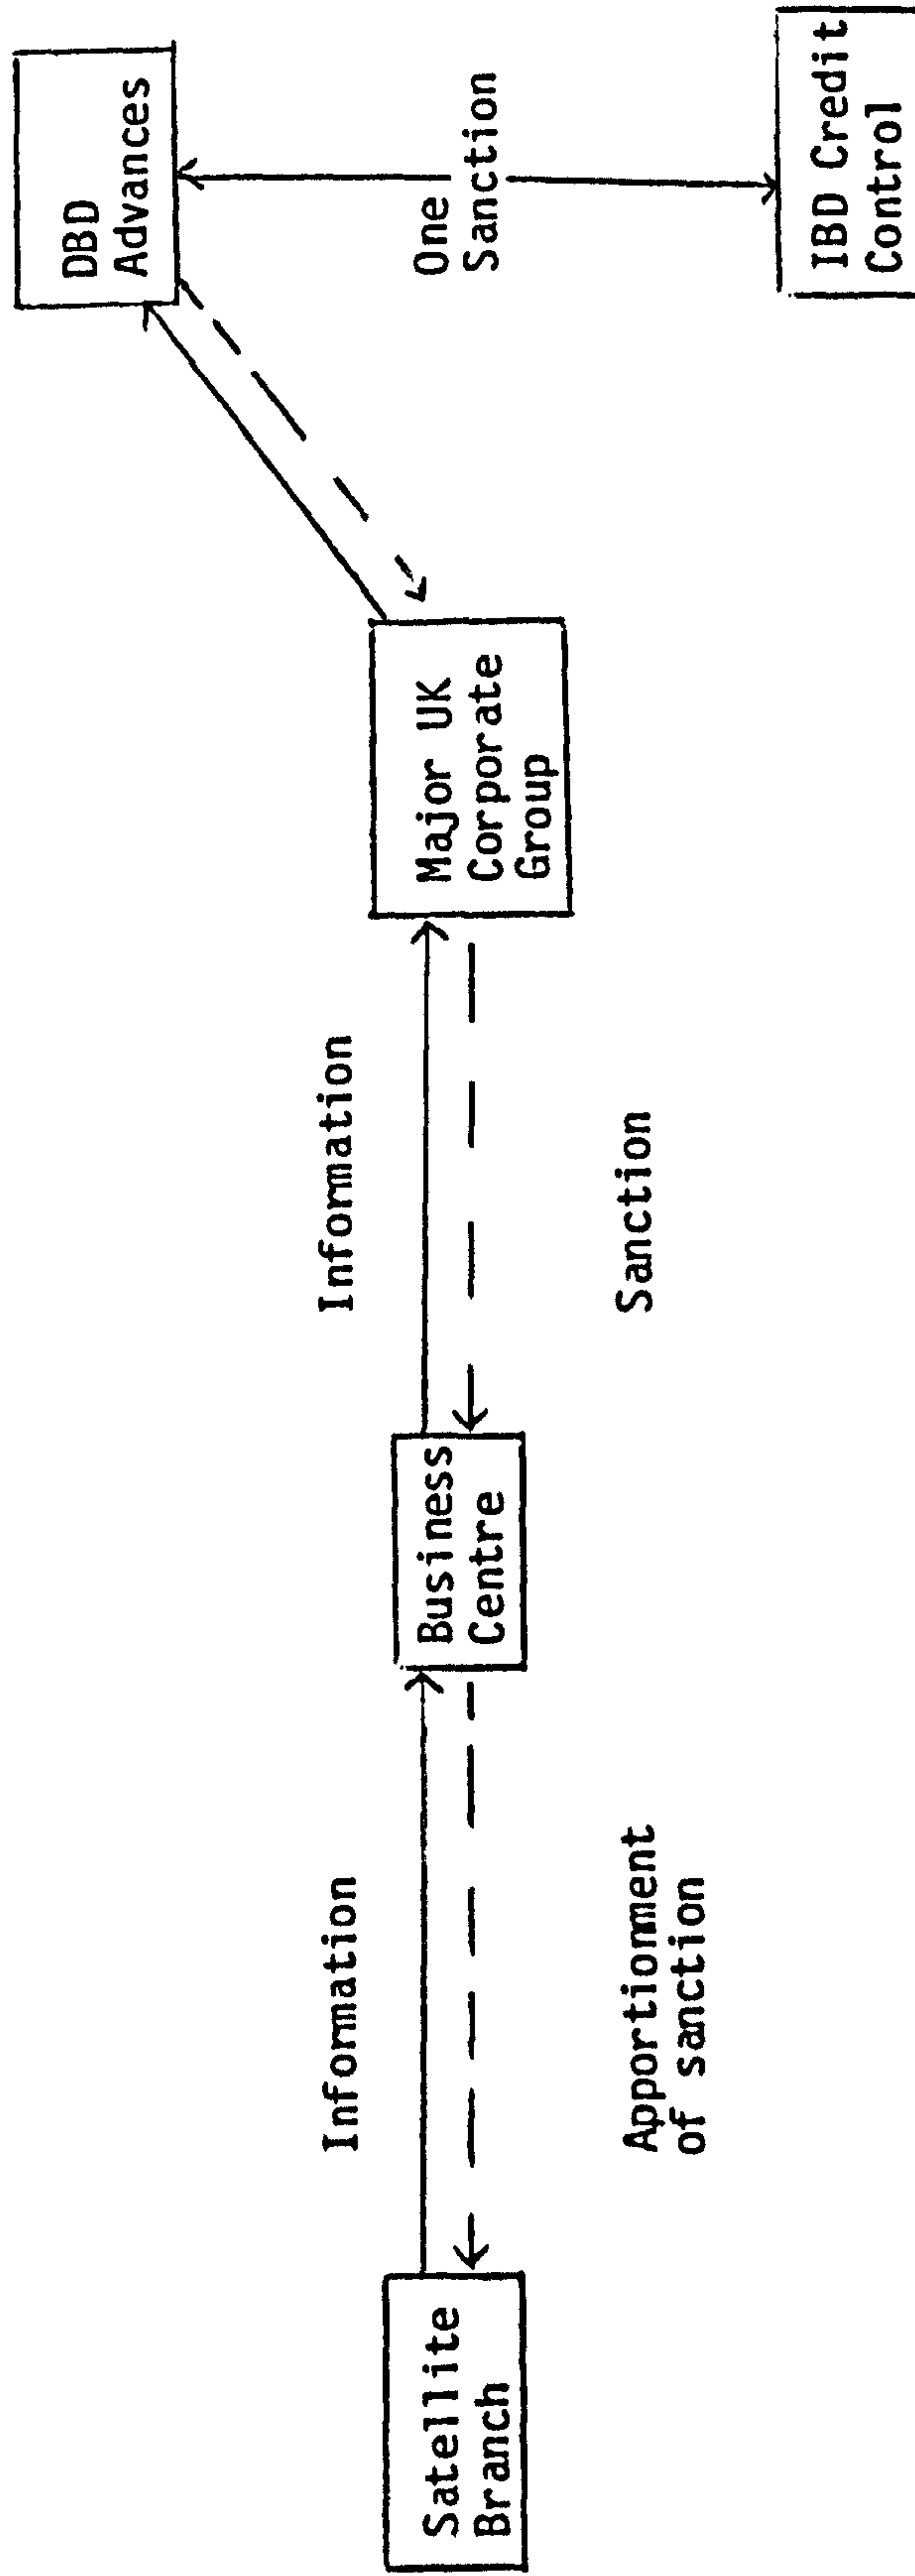 Satellite
Branch
Information
Apportionment
of sanction
Business
Centre
Information
Sanction
Major UK
Corporate
Group
DBD
Advances
One
Sanction
IBD Credit
Control